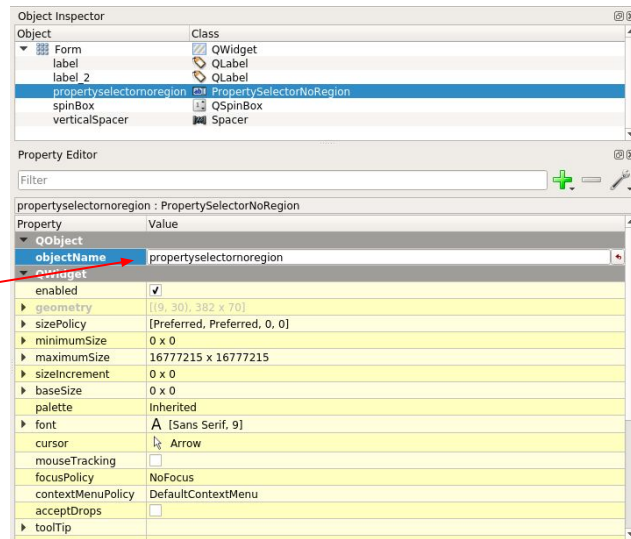 Object Inspector
Object Class
Form QWidget
label QLabel
label_2 QLabel
propertyselectornoregion PropertySelectorNoRegion
spinBox QSpinBox
verticalSpacer Spacer
Property Editor
Filter
propertyselectornoregion : PropertySelectorNoRegion
Property Value
QObject
objectName propertyselectornoregion
QWidget
enabled
geometry [(9, 30), 382 x 70]
sizePolicy [Preferred, Preferred, 0, 0]
minimumSize 0 x 0
maximumSize 16777215 x 16777215
sizeIncrement 0 x 0
baseSize 0 x 0
palette Inherited
font A [Sans Serif, 9]
cursor Arrow
mouseTracking
focusPolicy NoFocus
contextMenuPolicy DefaultContextMenu
acceptDrops
toolTip